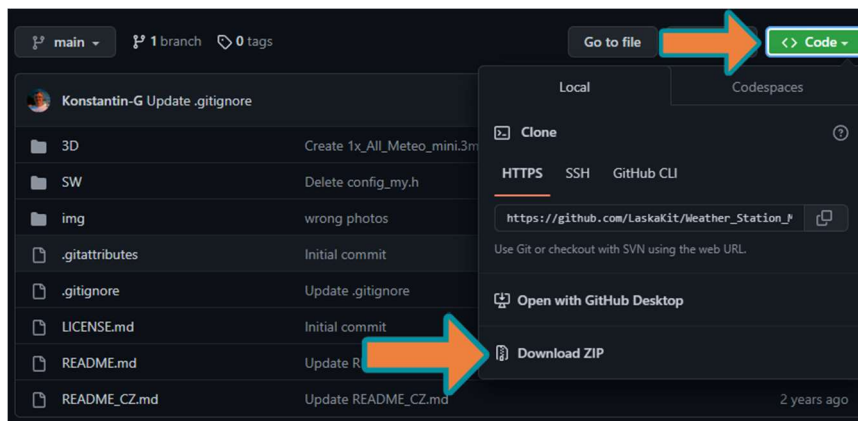 main
1 branch
0 tags
Go to file
Code
Konstantin-G Update .gitignore
Local
Codespaces
3D
Create 1x_All_Meteo_mini.3m
Clone
SW
Delete config_my.h
HTTPS
SSH
GitHub CLI
img
wrong photos
https://github.com/LaskaKit/Weather_Station_M
Use Git or checkout with SVN using the web URL.
.gitattributes
Initial commit
.gitignore
Update .gitignore
Open with GitHub Desktop
LICENSE.md
Initial commit
Download ZIP
README.md
Update R
README_CZ.md
Update README_CZ.md
2 years ago